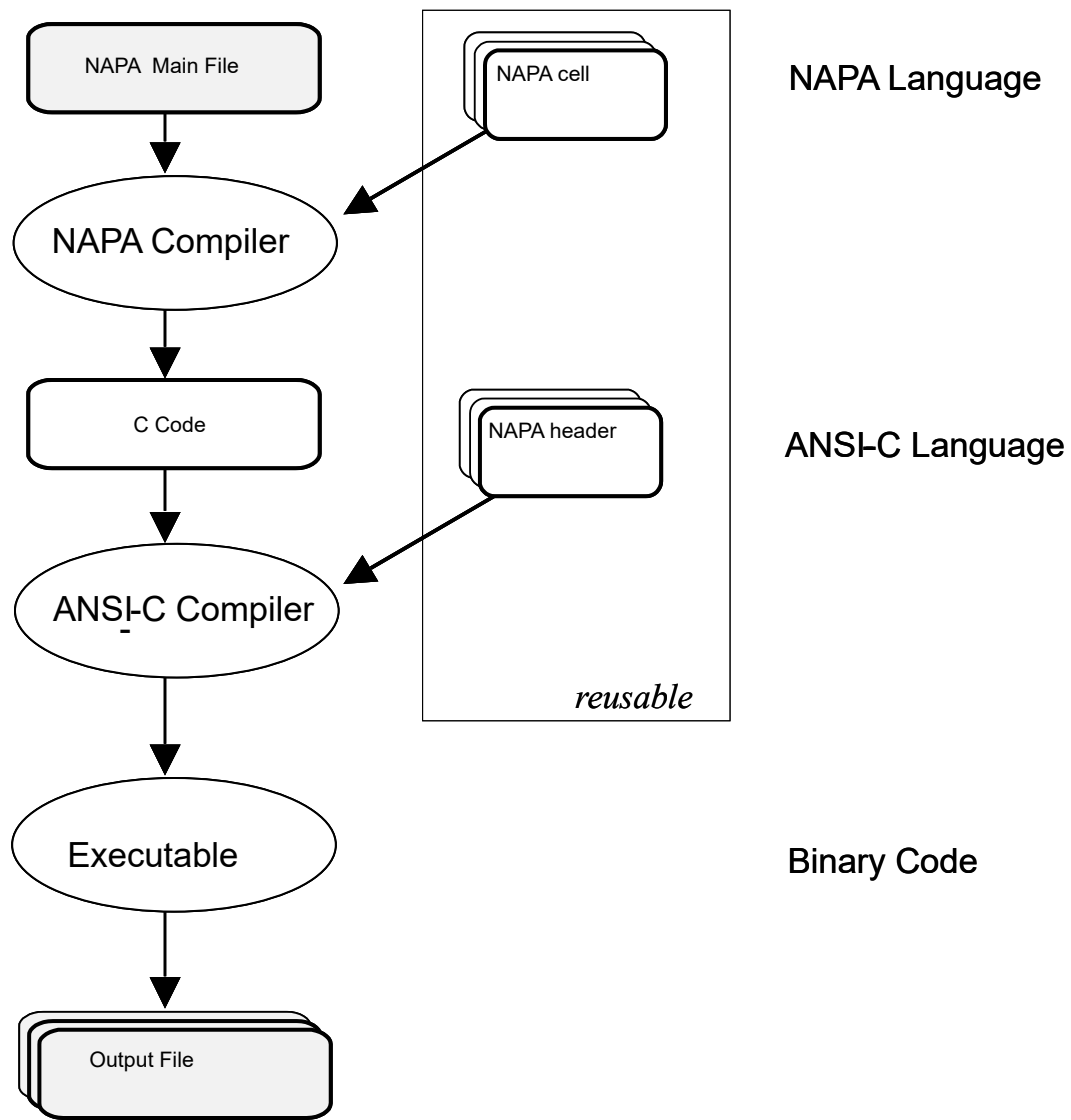 NAPA Main File
NAPA cell
NAPA Language
NAPA Compiler
C Code
NAPA header
ANSI-C Language
ANSI-C Compiler
reusable
Executable
Binary Code
Output File